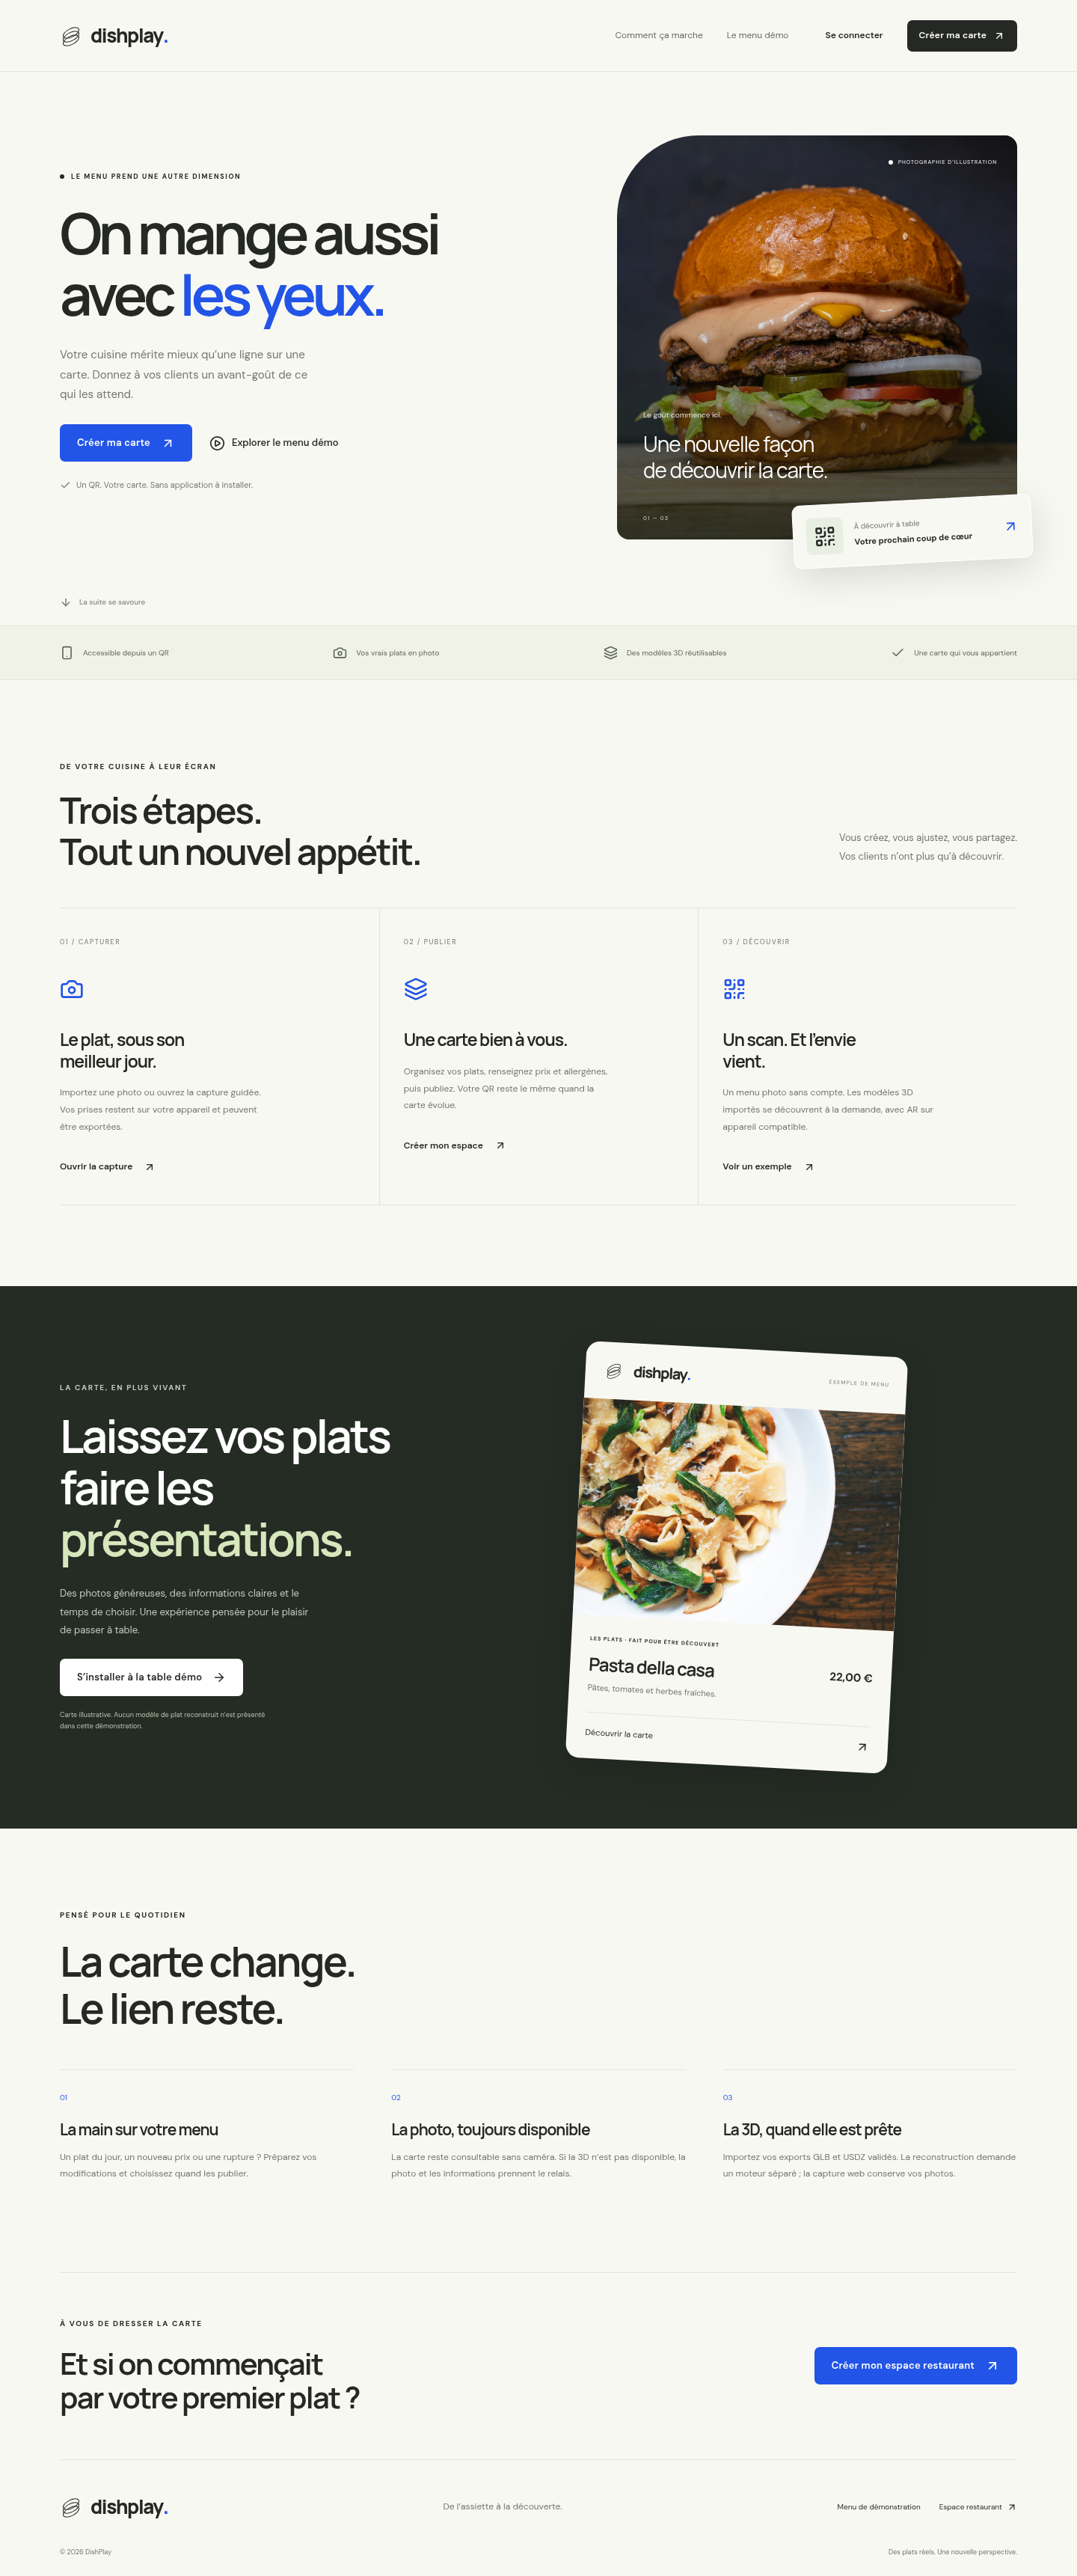 dishplay.
Comment ça marche
Le menu démo
Se connecter
Créer ma carte
LE MENU PREND UNE AUTRE DIMENSION
On mange aussi
avec les yeux.
Votre cuisine mérite mieux qu’une ligne sur une
carte. Donnez à vos clients un avant-goût de ce
qui les attend.
Créer ma carte
Explorer le menu démo
Un QR. Votre carte. Sans application à installer.
PHOTOGRAPHIE D’ILLUSTRATION
Le goût commence ici.
Une nouvelle façon
de découvrir la carte.
01 — 03
À découvrir à table
Votre prochain coup de cœur
La suite se savoure
Accessible depuis un QR
Vos vrais plats en photo
Des modèles 3D réutilisables
Une carte qui vous appartient
DE VOTRE CUISINE À LEUR ÉCRAN
Trois étapes.
Tout un nouvel appétit.
Vous créez, vous ajustez, vous partagez.
Vos clients n’ont plus qu’à découvrir.
01 / CAPTURER
Le plat, sous son
meilleur jour.
Importez une photo ou ouvrez la capture guidée.
Vos prises restent sur votre appareil et peuvent
être exportées.
Ouvrir la capture
02 / PUBLIER
Une carte bien à vous.
Organisez vos plats, renseignez prix et allergènes,
puis publiez. Votre QR reste le même quand la
carte évolue.
Créer mon espace
03 / DÉCOUVRIR
Un scan. Et l’envie
vient.
Un menu photo sans compte. Les modèles 3D
importés se découvrent à la demande, avec AR sur
appareil compatible.
Voir un exemple
LA CARTE, EN PLUS VIVANT
Laissez vos plats
faire les
présentations.
Des photos généreuses, des informations claires et le
temps de choisir. Une expérience pensée pour le plaisir
de passer à table.
S’installer à la table démo
Carte illustrative. Aucun modèle de plat reconstruit n’est présenté
dans cette démonstration.
dishplay.
EXEMPLE DE MENU
LES PLATS · FAIT POUR ÊTRE DÉCOUVERT
Pasta della casa
22,00 €
Pâtes, tomates et herbes fraîches.
Découvrir la carte
PENSÉ POUR LE QUOTIDIEN
La carte change.
Le lien reste.
01
La main sur votre menu
Un plat du jour, un nouveau prix ou une rupture ? Préparez vos
modifications et choisissez quand les publier.
02
La photo, toujours disponible
La carte reste consultable sans caméra. Si la 3D n’est pas disponible, la
photo et les informations prennent le relais.
03
La 3D, quand elle est prête
Importez vos exports GLB et USDZ validés. La reconstruction demande
un moteur séparé ; la capture web conserve vos photos.
À VOUS DE DRESSER LA CARTE
Et si on commençait
par votre premier plat ?
Créer mon espace restaurant
dishplay.
De l’assiette à la découverte.
Menu de démonstration
Espace restaurant
© 2026 DishPlay
Des plats réels. Une nouvelle perspective.